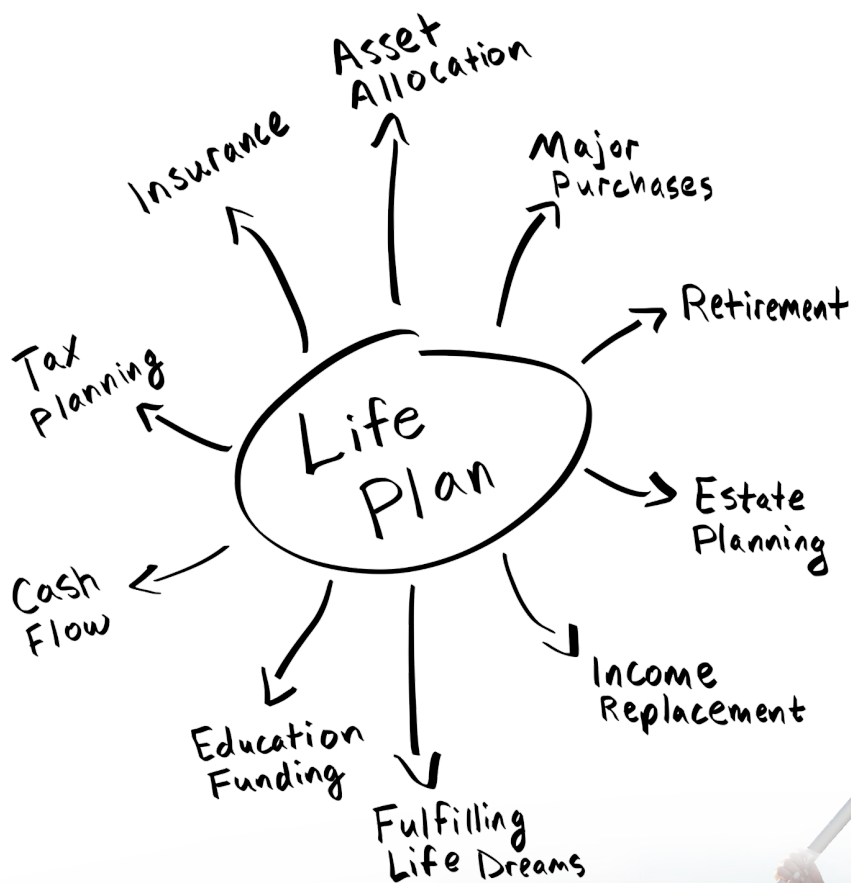 Asset
Allocation
Insurance
Major
Purchases
Retirement
Tax
Planning
Life
Plan
Estate
Planning
Cash
Flow
Income
Replacement
Education
Funding
Fulfilling
Life Dreams